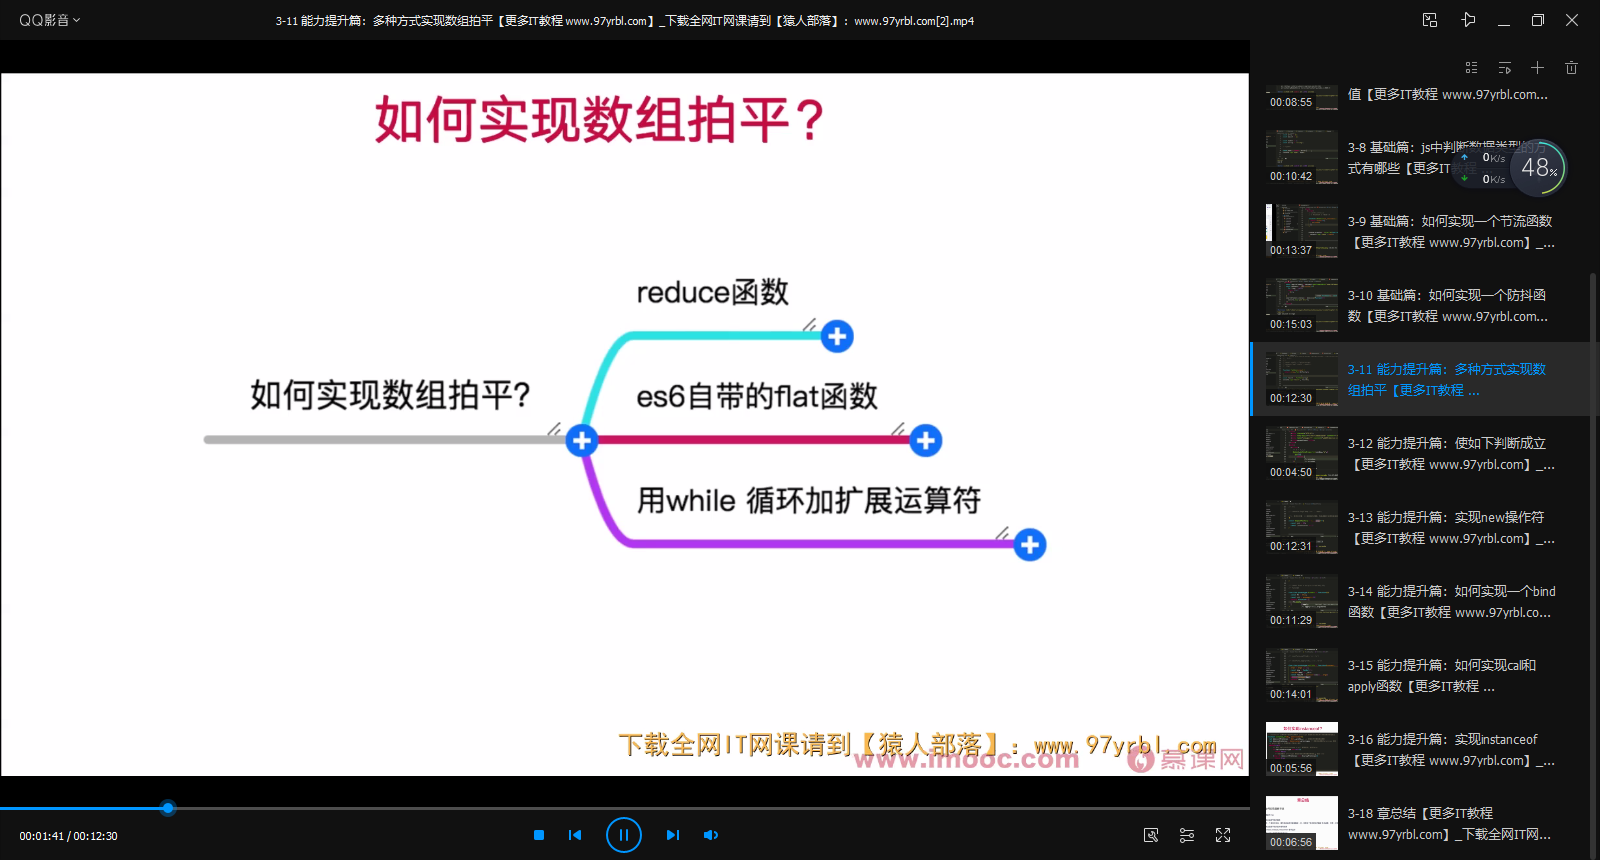 QQ影音
3-11 能力提升篇：多种方式实现数组拍平【更多IT教程 www.97yrbl.com】_下载全网IT网课请到【猿人部落】：www.97yrbl.com[2].mp4
如何实现数组拍平?
reduce函数
如何实现数组拍平?
es6自带的flat函数
用while 循环加扩展运算符
下载全网IT网课请到【猿人部落】：www.97yrbl.com
www.imooc.com
慕课网
00:01:41 / 00:12:30
00:08:55
值【更多IT教程 www.97yrbl.com...
3-8 基础篇：js中判断数据类型的方
式有哪些【更多IT教程
00:10:42
0K/s
0K/s
48%
3-9 基础篇：如何实现一个节流函数
【更多IT教程 www.97yrbl.com】_...
00:13:37
3-10 基础篇：如何实现一个防抖函
数【更多IT教程 www.97yrbl.com...
00:15:03
3-11 能力提升篇：多种方式实现数
组拍平【更多IT教程 ...
00:12:30
3-12 能力提升篇：使如下判断成立
【更多IT教程 www.97yrbl.com】_...
00:04:50
3-13 能力提升篇：实现new操作符
【更多IT教程 www.97yrbl.com】_...
00:12:31
3-14 能力提升篇：如何实现一个bind
函数【更多IT教程 www.97yrbl.co...
00:11:29
3-15 能力提升篇：如何实现cal和
apply函数【更多IT教程 ...
00:14:01
3-16 能力提升篇：实现instanceof
【更多IT教程 www.97yrbl.com】_...
00:05:56
3-18 章总结【更多IT教程
www.97yrbl.com】_下载全网IT网...
00:06:56